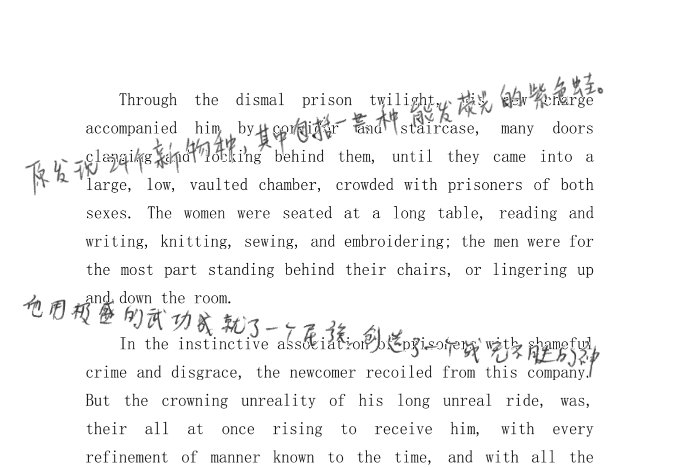 Through the dismal prison twilight, his new charge
accompanied him by corridor and staircase, many doors
原发现24个新物种,其中包括一种能发荧光的紫色蛙。
clanging and locking behind them, until they came into a
large, low, vaulted chamber, crowded with prisoners of both
sexes. The women were seated at a long table, reading and
writing, knitting, sewing, and embroidering; the men were for
the most part standing behind their chairs, or lingering up
and down the room.
他用极盛的武功成就了一个屈强,创造了一个战无不胜的神
In the instinctive association of prisoners with shameful
crime and disgrace, the newcomer recoiled from this company.
But the crowning unreality of his long unreal ride, was,
their all at once rising to receive him, with every
refinement of manner known to the time, and with all the